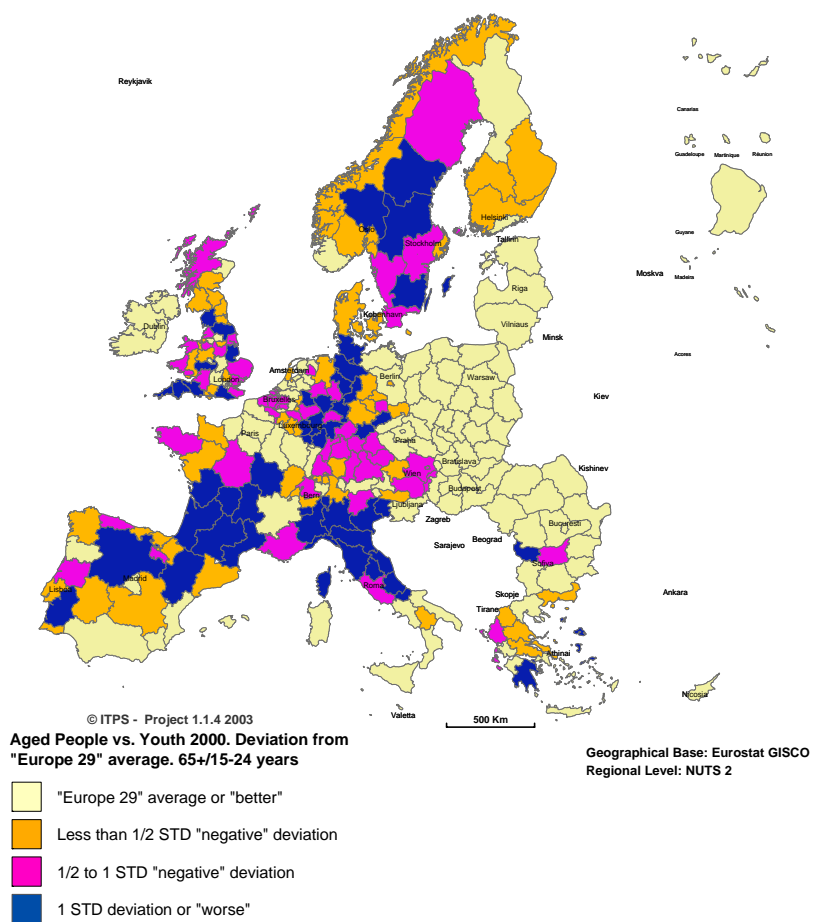 Reykjavik
Canarias
Guadeloupe Martinique Réunion
Guyane
Helsinki
Oslo
Stockholm
Tallin
Moskva
Madeira
Riga
Dublin
København
Vilniaus
Minsk
Acores
Amsterdam
Berlin
Warsaw
London
Bruxelles
Kiev
Luxembourg
Paris
Praha
Kishinev
Wien
Bratislava
Bern
Budapest
Ljubljana
Zagreb
Bucuresti
Beograd
Sarajevo
Sofiya
Madrid
Lisboa
Roma
Skopje
Ankara
Tirane
Athinai
Nicosia
Valetta
500 Km
© ITPS - Project 1.1.4 2003
Aged People vs. Youth 2000. Deviation from
"Europe 29" average. 65+/15-24 years
Geographical Base: Eurostat GISCO
Regional Level: NUTS 2
"Europe 29" average or "better"
Less than 1/2 STD "negative" deviation
1/2 to 1 STD "negative" deviation
1 STD deviation or "worse"